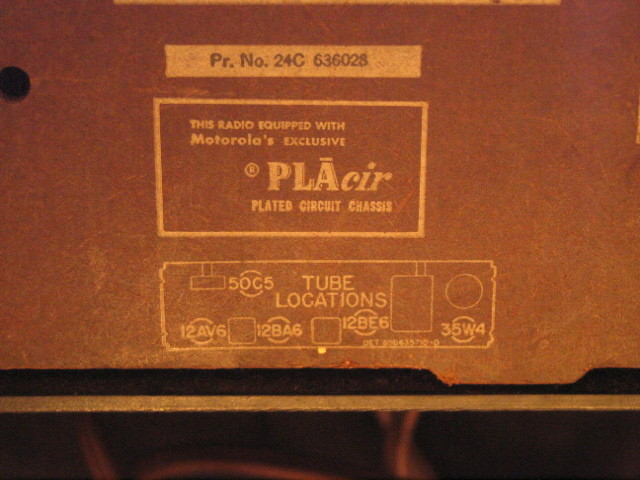 Pr. No. 24C 636028
THIS RADIO EQUIPPED WITH
Motorola's EXCLUSIVE
® PLĀcir
PLATED CIRCUIT CHASSIS
TUBE
LOCATIONS
50C5
12AV6 12BA6 12BE6 35W4